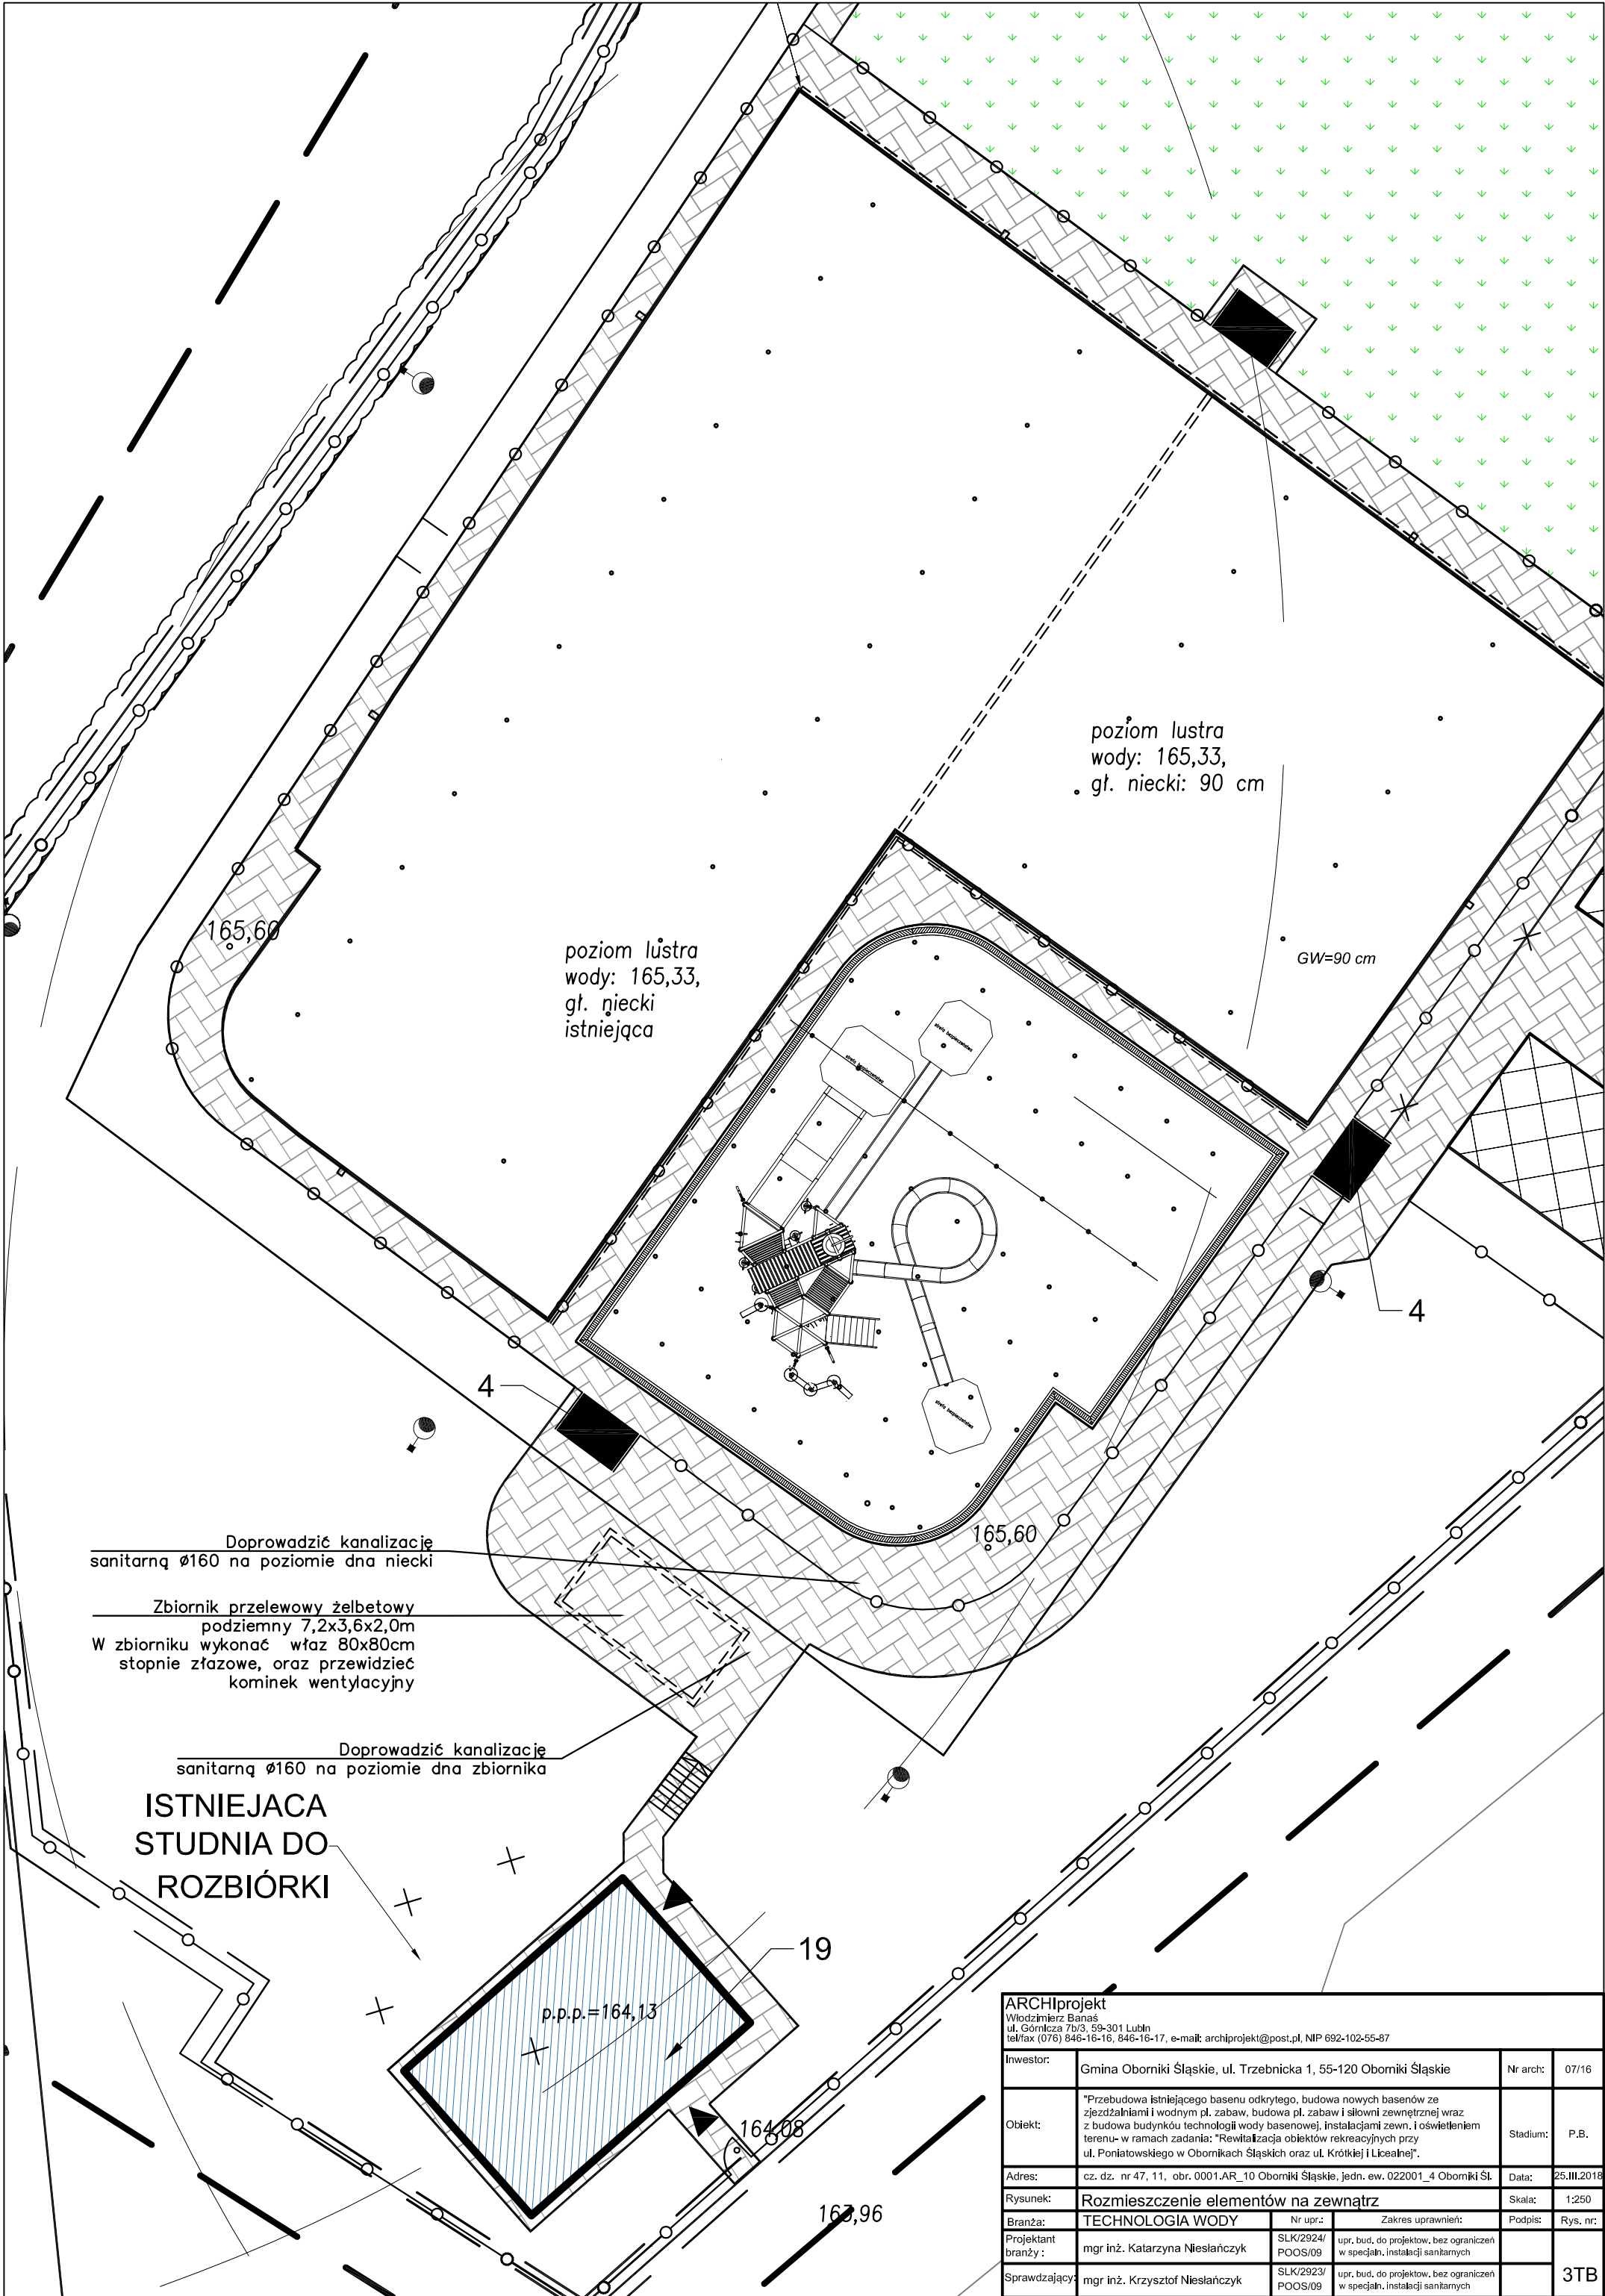 poziom lustra
wody: 165,33,
gł. niecki: 90 cm
165,60
poziom lustra
wody: 165,33,
gł. niecki
istniejąca
GW=90 cm
strefa bezpieczeństwa
strefa bezpieczeństwa
4
4
strefa bezpieczeństwa
165,60
Doprowadzić kanalizację
sanitarną ø160 na poziomie dna niecki
Zbiornik przelewowy żelbetowy
podziemny 7,2x3,6x2,0m
W zbiorniku wykonać właz 80x80cm
stopnie złazowe, oraz przewidzieć
kominek wentylacyjny
Doprowadzić kanalizację
sanitarną ø160 na poziomie dna zbiornika
ISTNIEJACA
STUDNIA DO
ROZBIÓRKI
19
p.p.p.=164,13
164,08
163,96
ARCHIprojekt
Włodzimierz Banaś
ul. Górnicza 7b/3, 59-301 Lubin
tel/fax (076) 846-16-16, 846-16-17, e-mail: archiprojekt@post.pl, NIP 692-102-55-87
Inwestor: Gmina Oborniki Śląskie, ul. Trzebnicka 1, 55-120 Oborniki Śląskie Nr arch: 07/16
Obiekt: "Przebudowa istniejącego basenu odkrytego, budowa nowych basenów ze
zjezdżalniami i wodnym pl. zabaw, budowa pl. zabaw i siłowni zewnętrznej wraz
z budowa budynkόu technologii wody basenowej, instalacjami zewn. i oświetleniem
terenu- w ramach zadania: "Rewitalizacja obiektów rekreacyjnych przy
ul. Poniatowskiego w Obornikach Śląskich oraz ul. Krótkiej i Licealnej".
Stadium: P.B.
Adres: cz. dz. nr 47, 11, obr. 0001.AR_10 Oborniki Śląskie, jedn. ew. 022001_4 Oborniki Śl. Data: 25.III.2018
Rysunek: Rozmieszczenie elementów na zewnątrz Skala: 1:250
Branża: TECHNOLOGIA WODY Nr upr.: Zakres uprawnień: Podpis: Rys. nr:
Projektant
branży : mgr inż. Katarzyna Niesłańczyk SLK/2924/
POOS/09 upr. bud. do projektow. bez ograniczeń
w specjaln. instalacji sanitarnych
Sprawdzający: mgr inż. Krzysztof Niesłańczyk SLK/2923/
POOS/09 upr. bud. do projektow. bez ograniczeń
w specjaln. instalacji sanitarnych
3TB